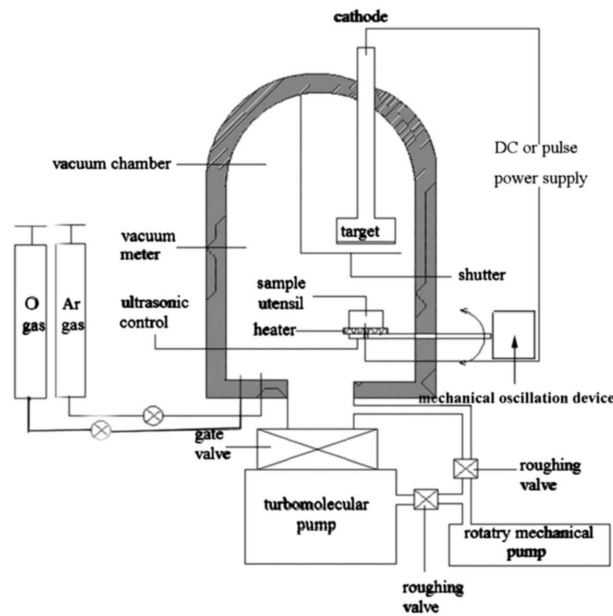 cathode
DC or pulse
power supply
vacuum chamber
vacuum
meter
target
shutter
sample
utensil
ultrasonic
control
heater
O
gas
Ar
gas
mechanical oscillation device
gate
valve
roughing
valve
turbomolecular
pump
rotatry mechanical
pump
roughing
valve